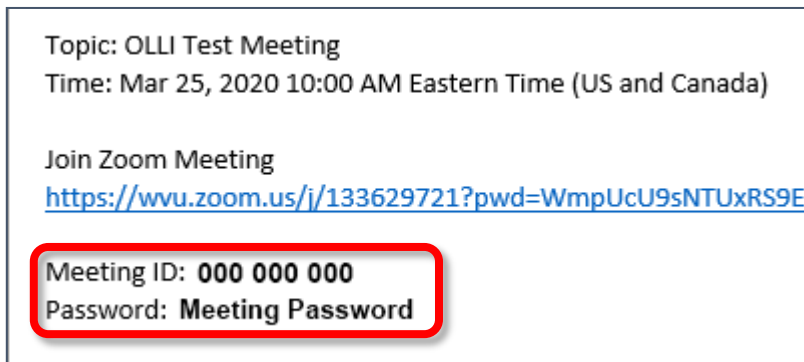 Topic: OLLI Test Meeting
Time: Mar 25, 2020 10:00 AM Eastern Time (US and Canada)
Join Zoom Meeting
https://wvu.zoom.us/j/133629721?pwd=WmpUcU9sNTUxRS9E
Meeting ID: 000 000 000
Password: Meeting Password